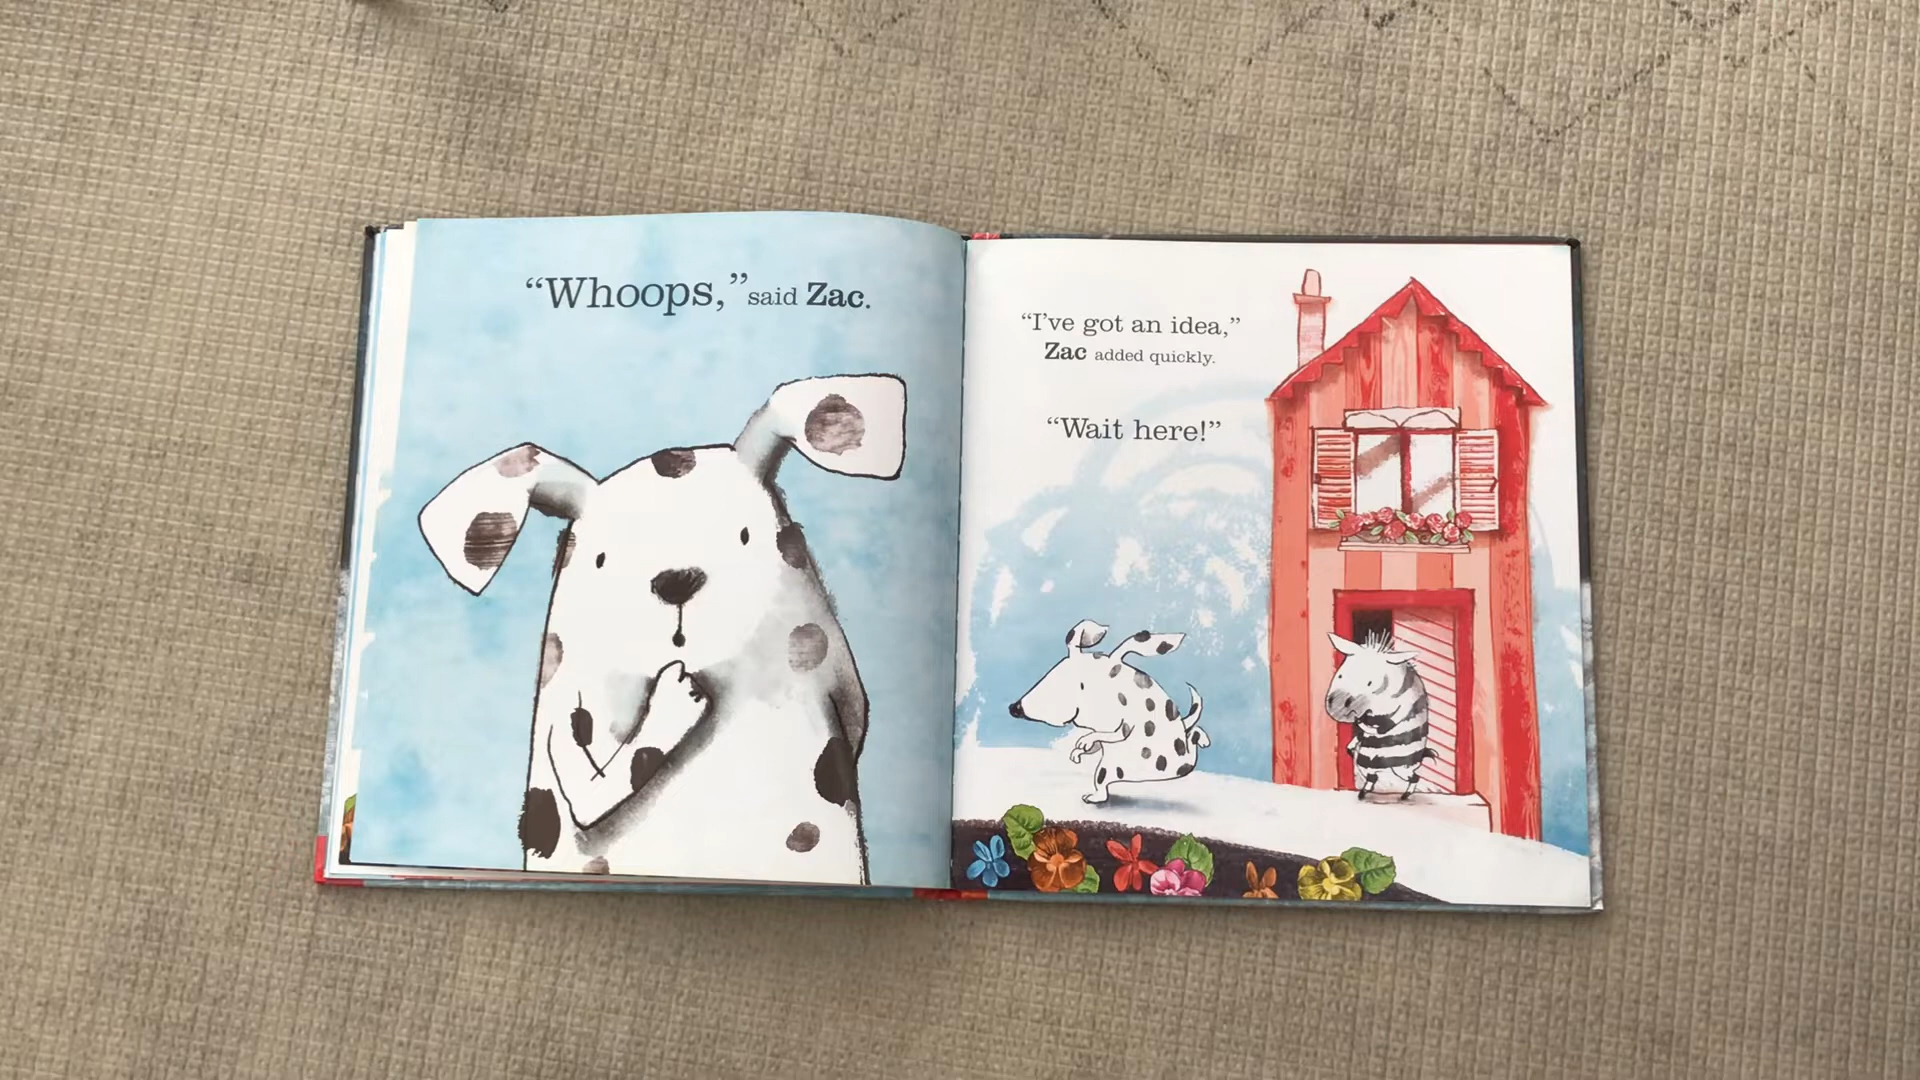 “Whoops,” said Zac.
“I’ve got an idea,”
Zac added quickly.
“Wait here!”